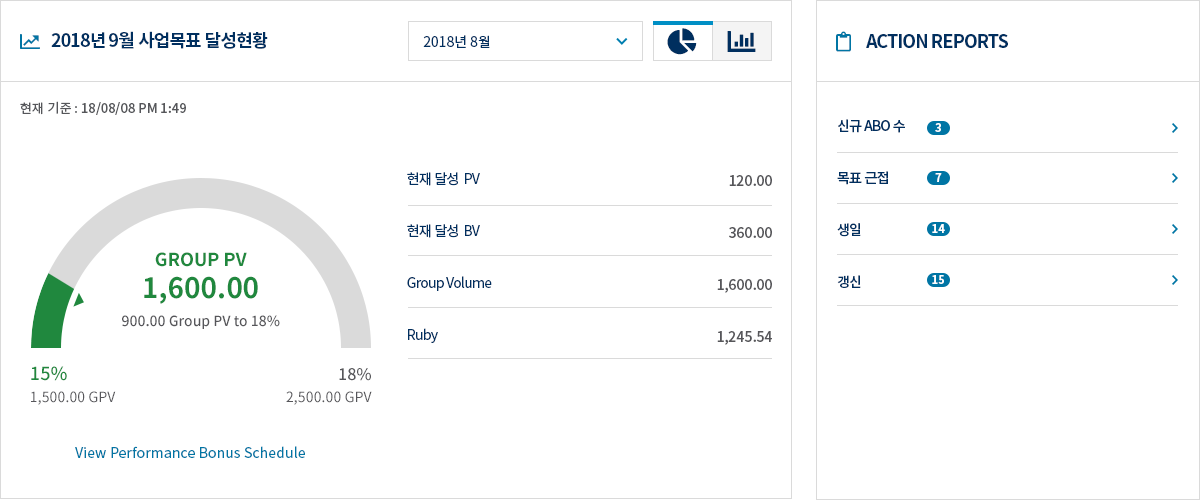 2018년 9월 사업목표 달성현황
2018년 8월
현재 기준 : 18/08/08 PM 1:49
GROUP PV
1,600.00
900.00 Group PV to 18%
15%
1,500.00 GPV
18%
2,500.00 GPV
View Performance Bonus Schedule
현재 달성 PV 120.00
현재 달성 BV 360.00
Group Volume 1,600.00
Ruby 1,245.54
ACTION REPORTS
신규 ABO 수 3
목표 근접 7
생일 14
갱신 15